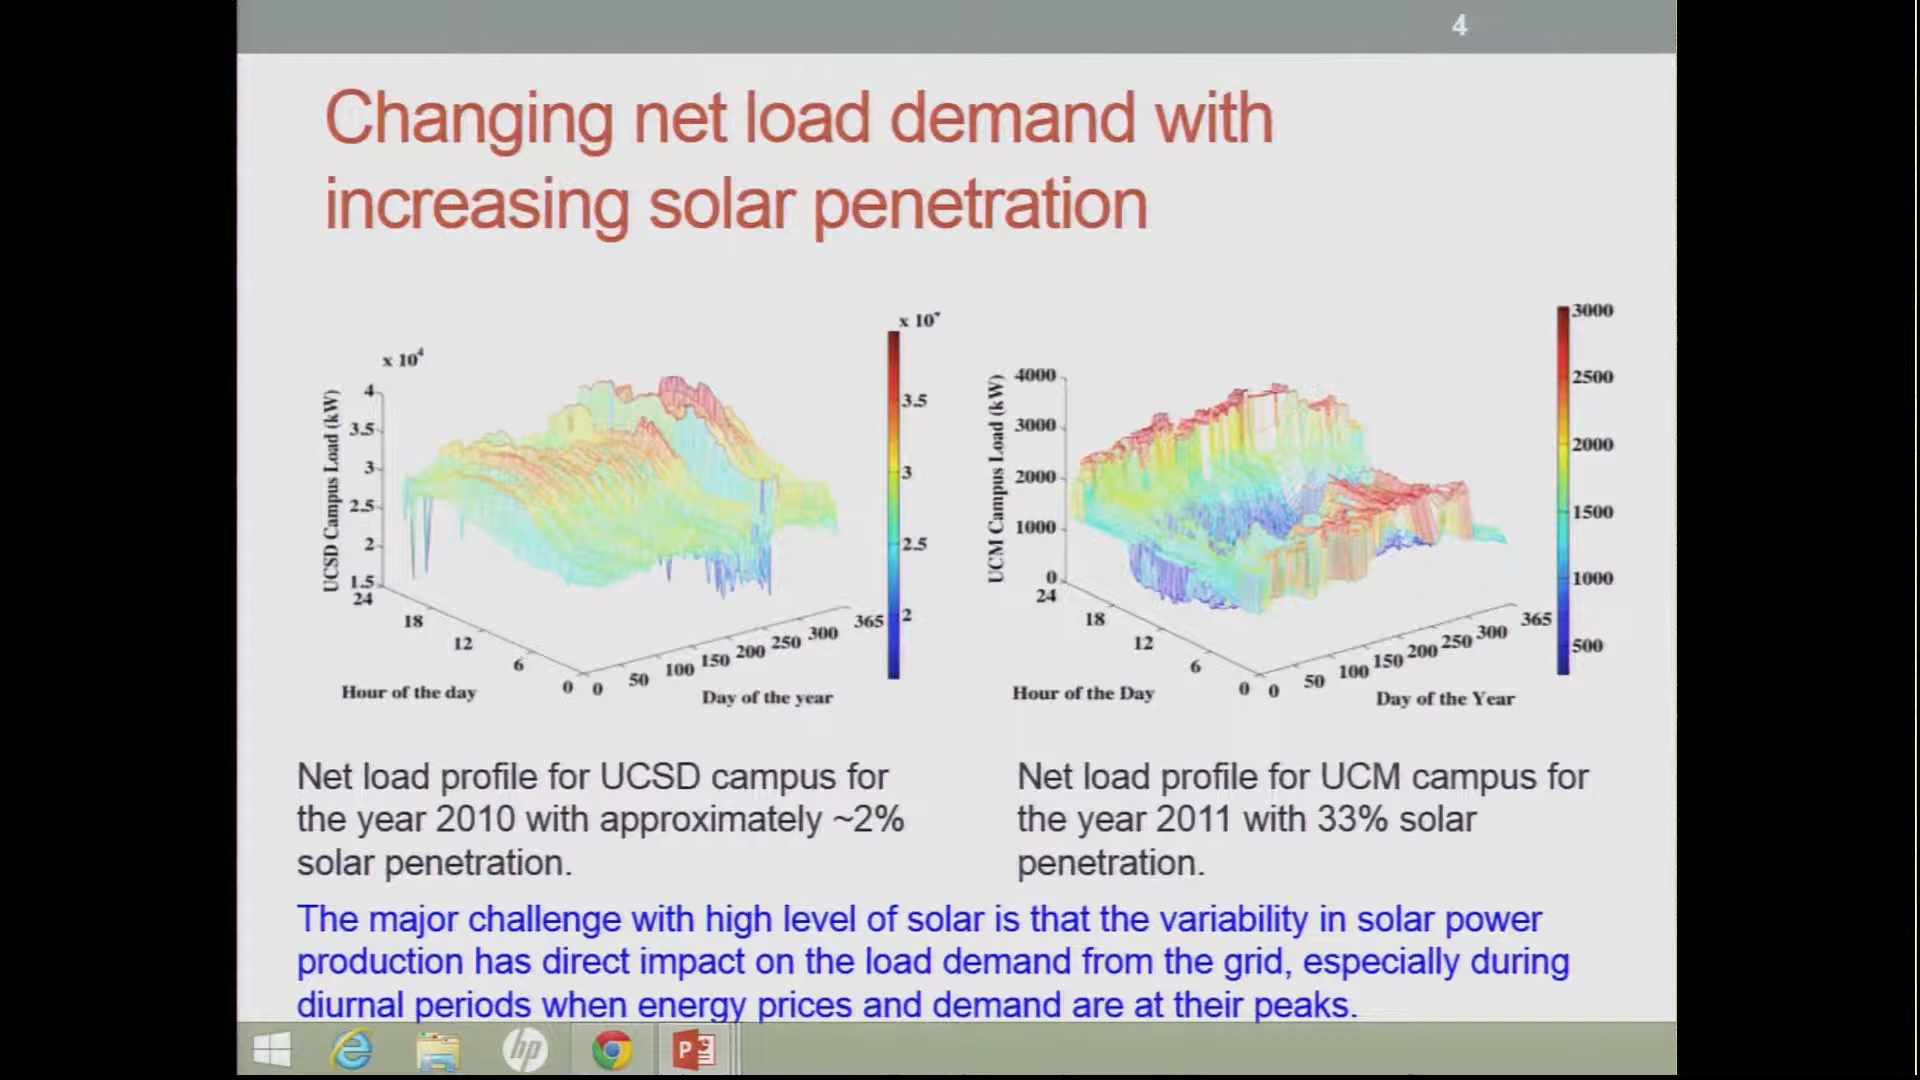 4
Changing net load demand with
increasing solar penetration
x 10⁴
UCSD Campus Load (kW)
4
3.5
3
2.5
2
1.5
24
18
12
6
0
Hour of the day
0
50
100
150
200
250
300
365
Day of the year
x 10
3.5
3
2.5
2
UCM Campus Load (kW)
4000
3000
2000
1000
0
24
18
12
6
0
Hour of the Day
0
50
100
150
200
250
300
365
Day of the Year
3000
2500
2000
1500
1000
500
Net load profile for UCSD campus for
the year 2010 with approximately ~2%
solar penetration.
Net load profile for UCM campus for
the year 2011 with 33% solar
penetration.
The major challenge with high level of solar is that the variability in solar power
production has direct impact on the load demand from the grid, especially during
diurnal periods when energy prices and demand are at their peaks.
hp
P